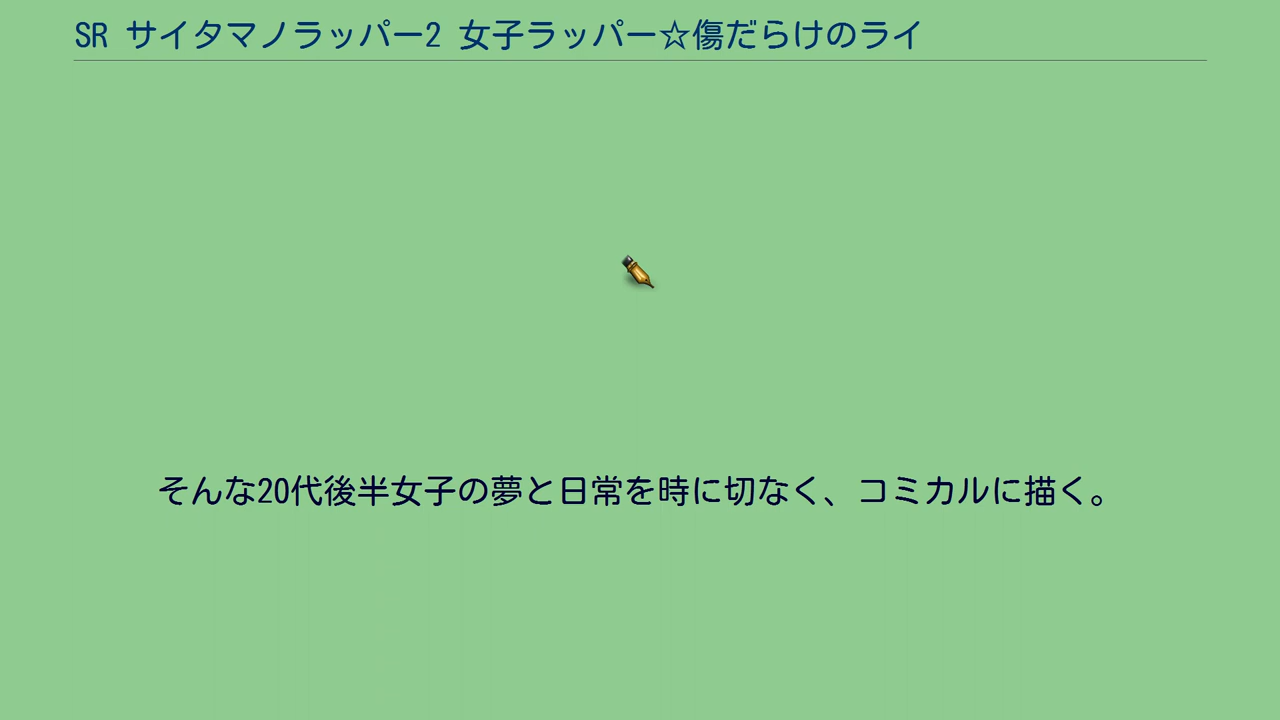 SR サイタマノラッパー2 女子ラッパー☆傷だらけのライ
そんな20代後半女子の夢と日常を時に切なく、コミカルに描く。